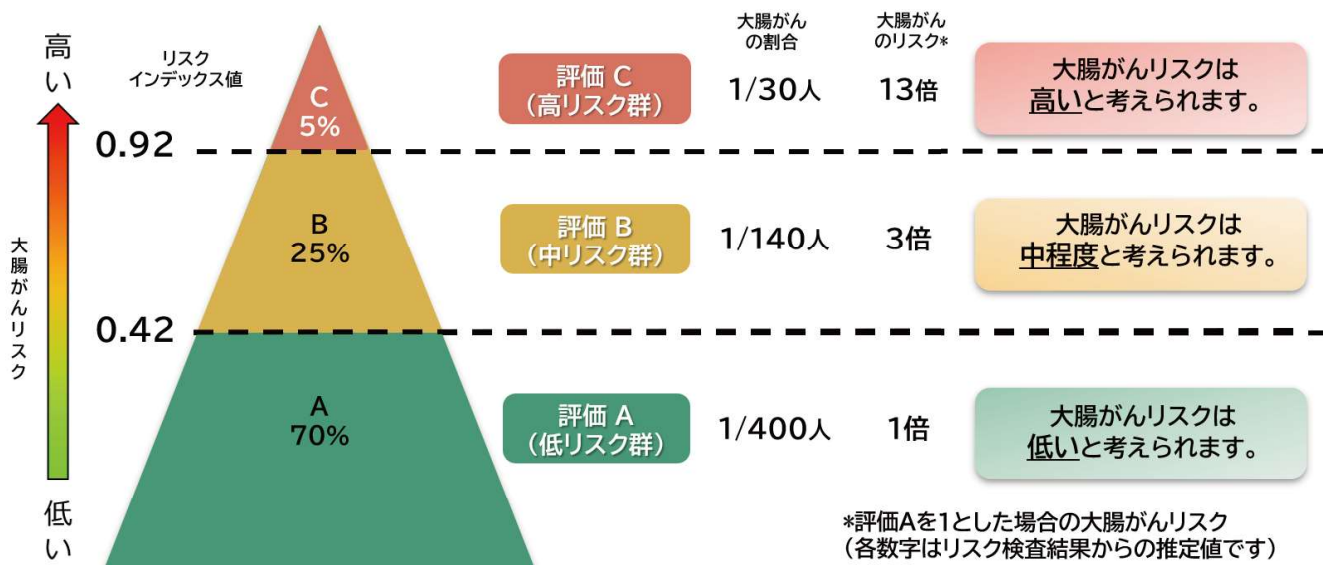 高い
リスク
インデックス値
大腸がん
の割合
大腸がん
のリスク*
C
5%
評価 C
(高リスク群)
1/30人
13倍
大腸がんリスクは
高いと考えられます。
0.92
大腸がんリスク
B
25%
評価 B
(中リスク群)
1/140人
3倍
大腸がんリスクは
中程度と考えられます。
0.42
A
70%
評価 A
(低リスク群)
1/400人
1倍
大腸がんリスクは
低いと考えられます。
低い
*評価Aを1とした場合の大腸がんリスク
(各数字はリスク検査結果からの推定値です)